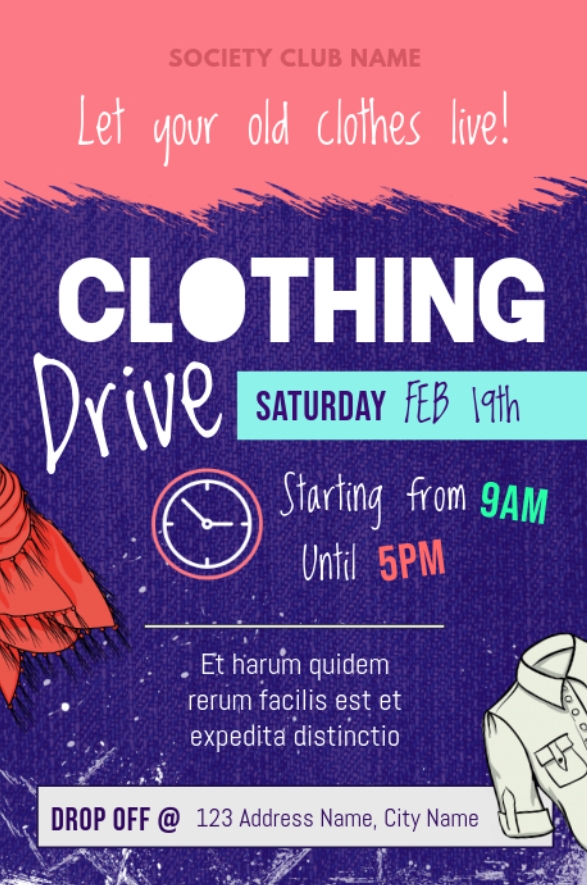 SOCIETY CLUB NAME
Let your old clothes live!
CLOTHING
Drive
SATURDAY FEB 19th
Starting from 9AM
Until 5PM
Et harum quidem
rerum facilis est et
expedita distinctio
DROP OFF @ 123 Address Name, City Name